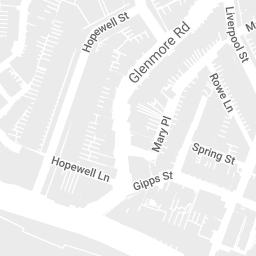 Hopewell St
Glenmore Rd
Liverpool St
M
Rowe Ln
Mary Pl
Spring St
Hopewell Ln
Gipps St